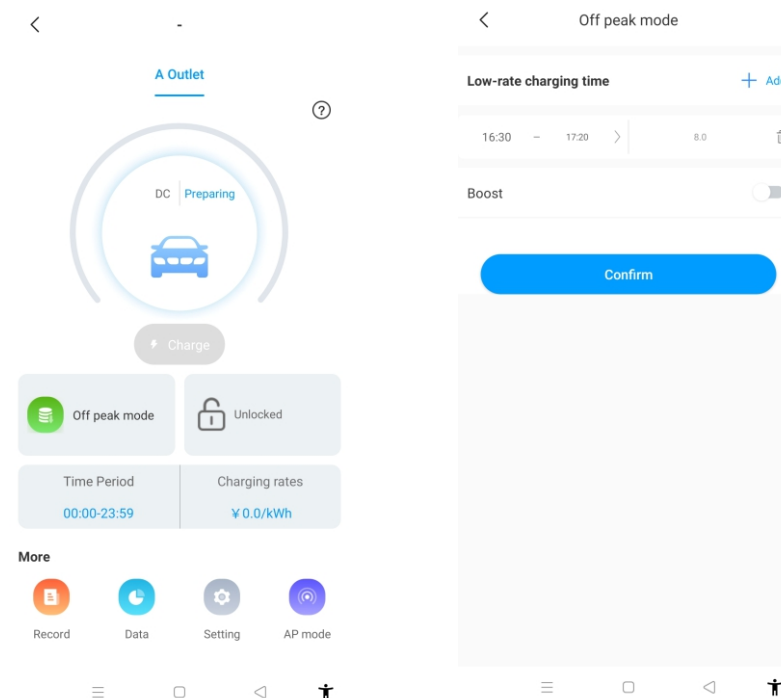 -
A Outlet
?
DC Preparing
Charge
Off peak mode
Unlocked
Time Period
Charging rates
00:00-23:59
¥0.0/kWh
More
Record
Data
Setting
AP mode
Off peak mode
Low-rate charging time
+
16:30 – 17:20 8.0
Boost
Confirm